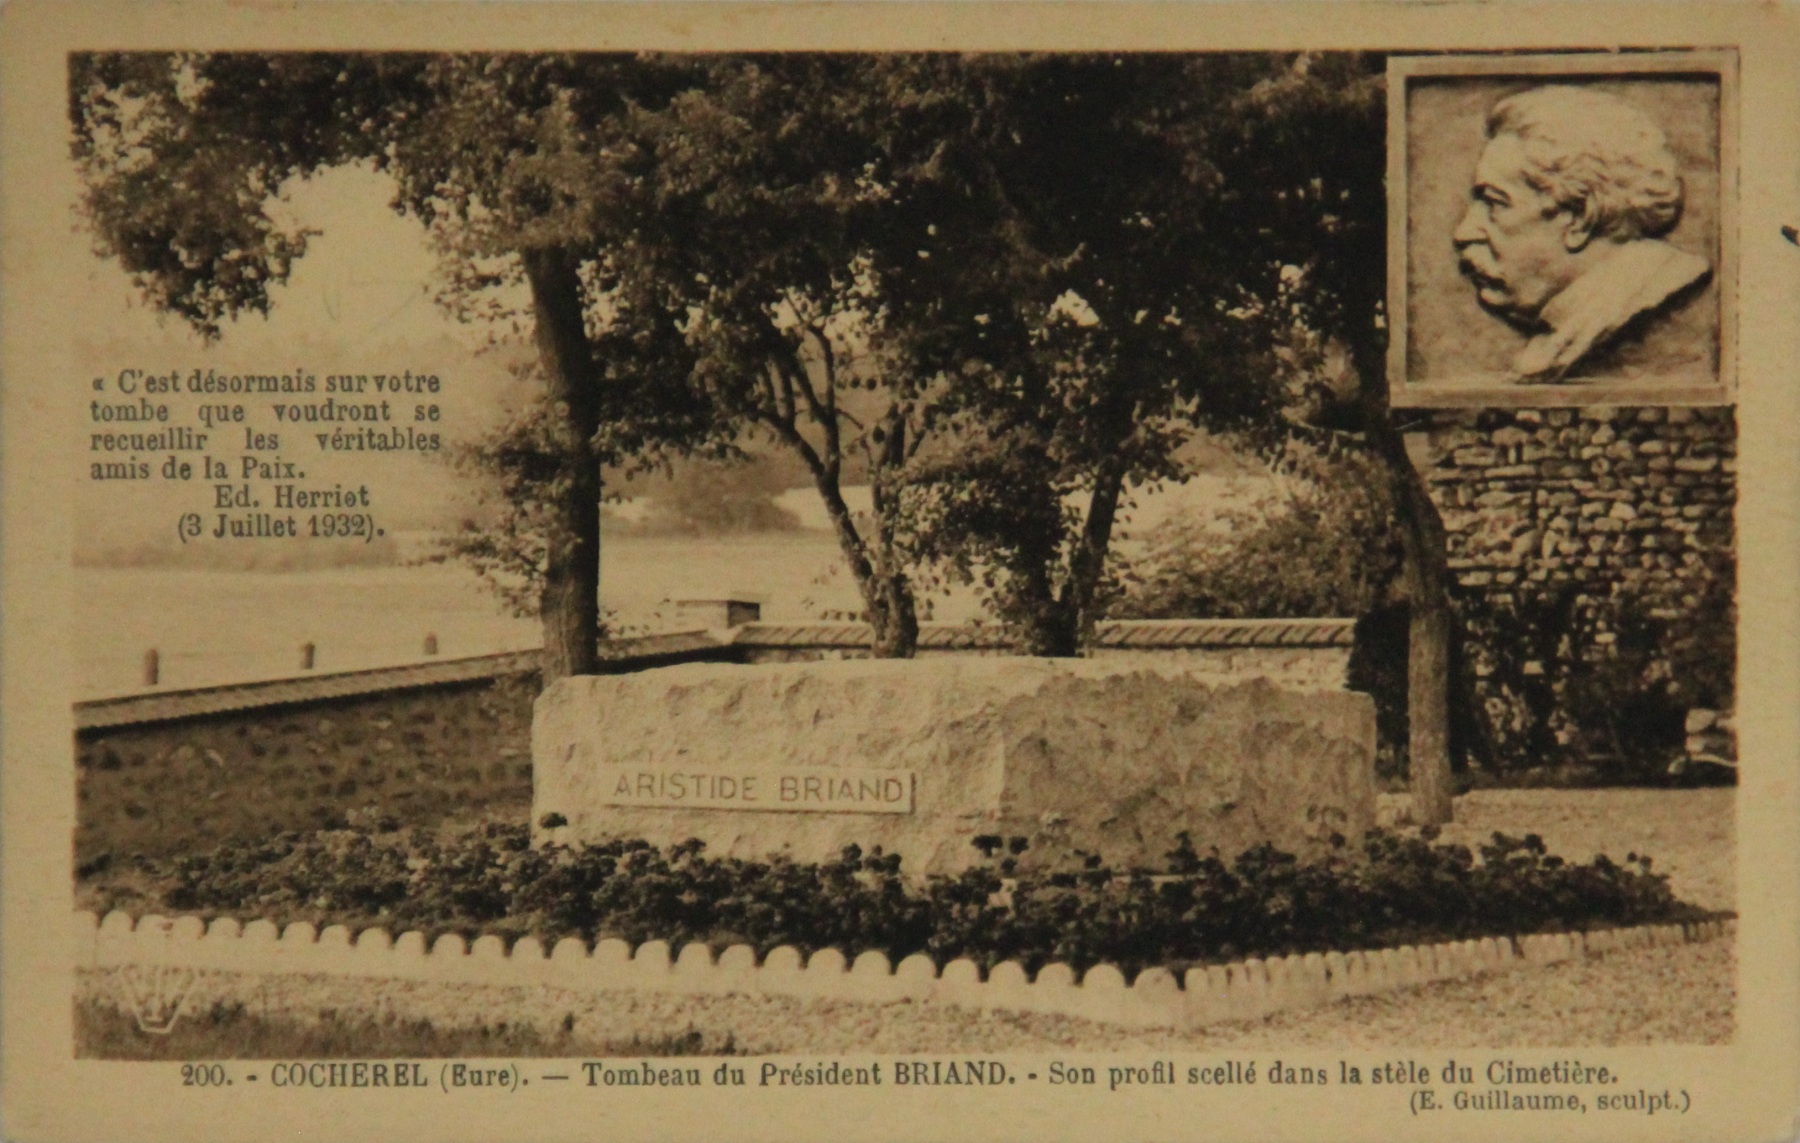 « C'est désormais sur votre
tombe que voudront se
recueillir les véritables
amis de la Paix.
Ed. Herriot
(3 Juillet 1932).
ARISTIDE BRIAND
200. - COCHEREL (Eure). — Tombeau du Président BRIAND. - Son profil scellé dans la stèle du Cimetière.
(E. Guillaume, sculpt.)